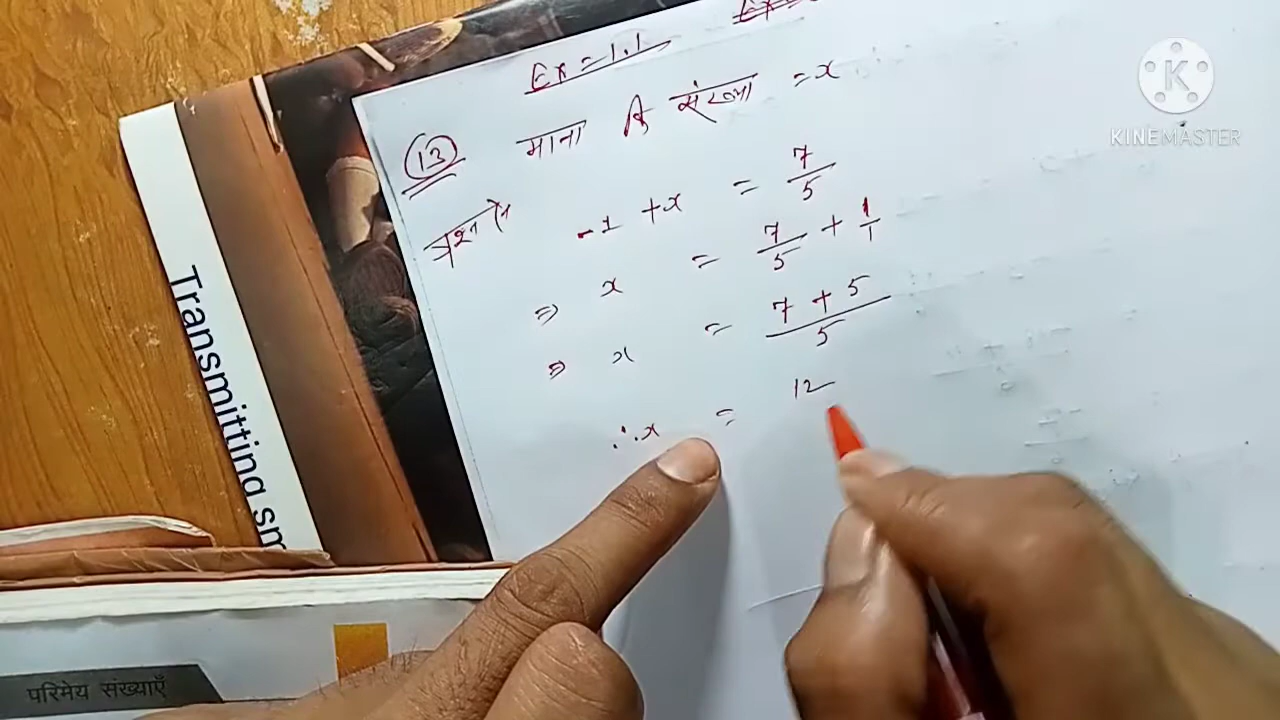 Ex = 1.1
(13) माना कि संख्या = x
प्रश्न से -1 + x = 7/5
⇒ x = 7/5 + 1/1
⇒ x = 7 + 5/5
∴ x = 12
KINEMASTER
Transmitting sm
परिमेय संख्याएँ